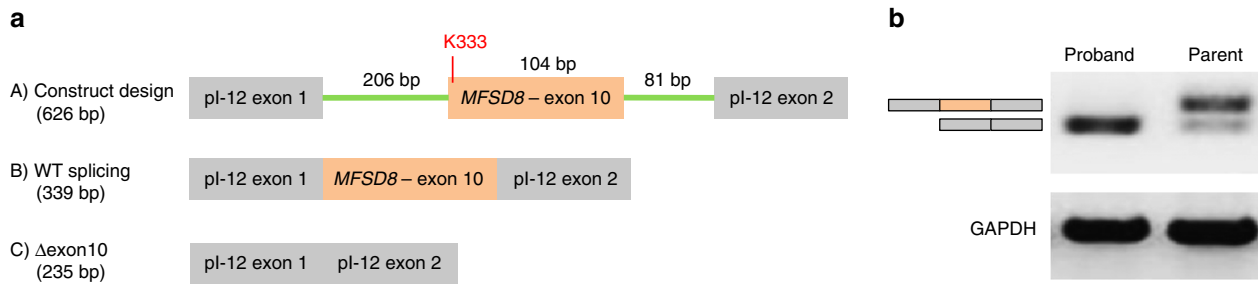 a
K333
206 bp
104 bp
81 bp
A) Construct design
(626 bp)
pI-12 exon 1
MFSD8 – exon 10
pI-12 exon 2
B) WT splicing
(339 bp)
pI-12 exon 1
MFSD8 – exon 10
pI-12 exon 2
C) Δexon10
(235 bp)
pI-12 exon 1
pI-12 exon 2
b
Proband
Parent
GAPDH